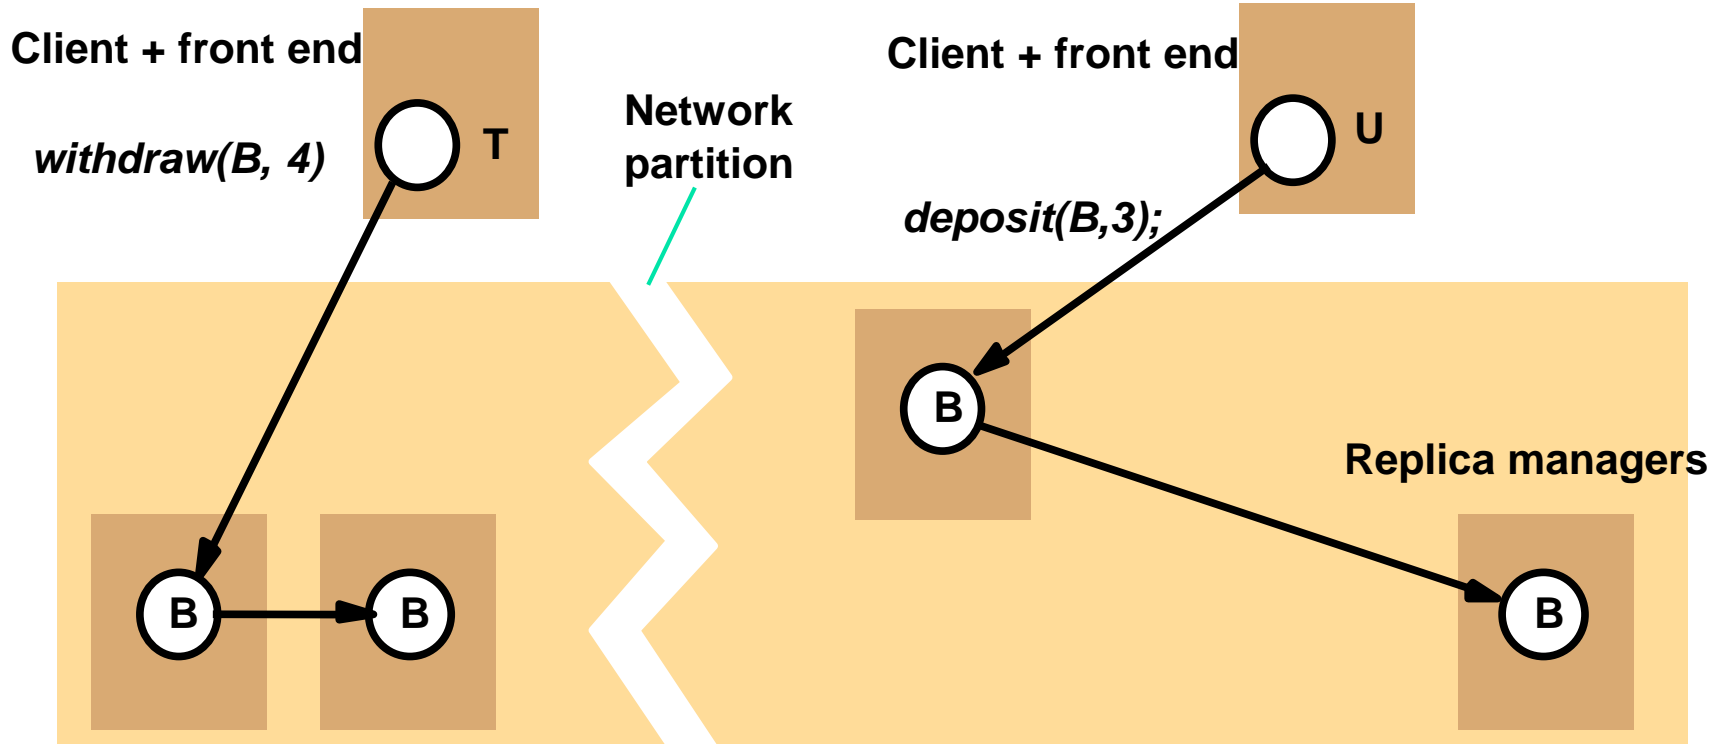 Client + front end
withdraw(B, 4)
T
Network
partition
Client + front end
U
deposit(B,3);
B
Replica managers
B
B
B